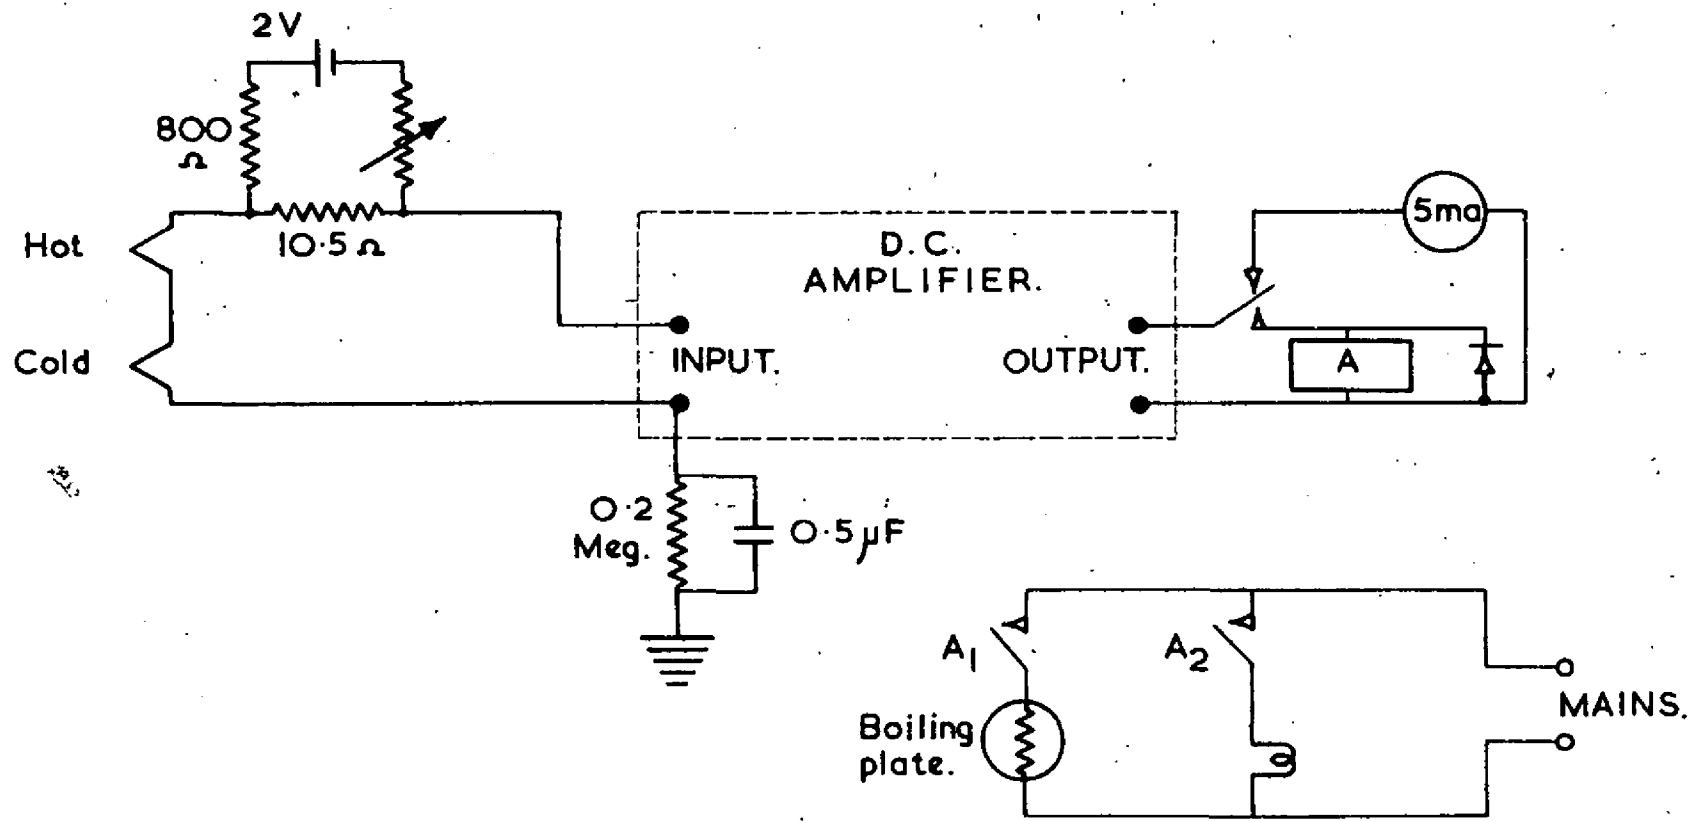 2V
800
Ω
10·5 Ω
Hot
Cold
D.C.
AMPLIFIER.
INPUT.
OUTPUT.
5ma
A
0·2
Meg.
0·5µF
A1
A2
Boiling
plate.
MAINS.